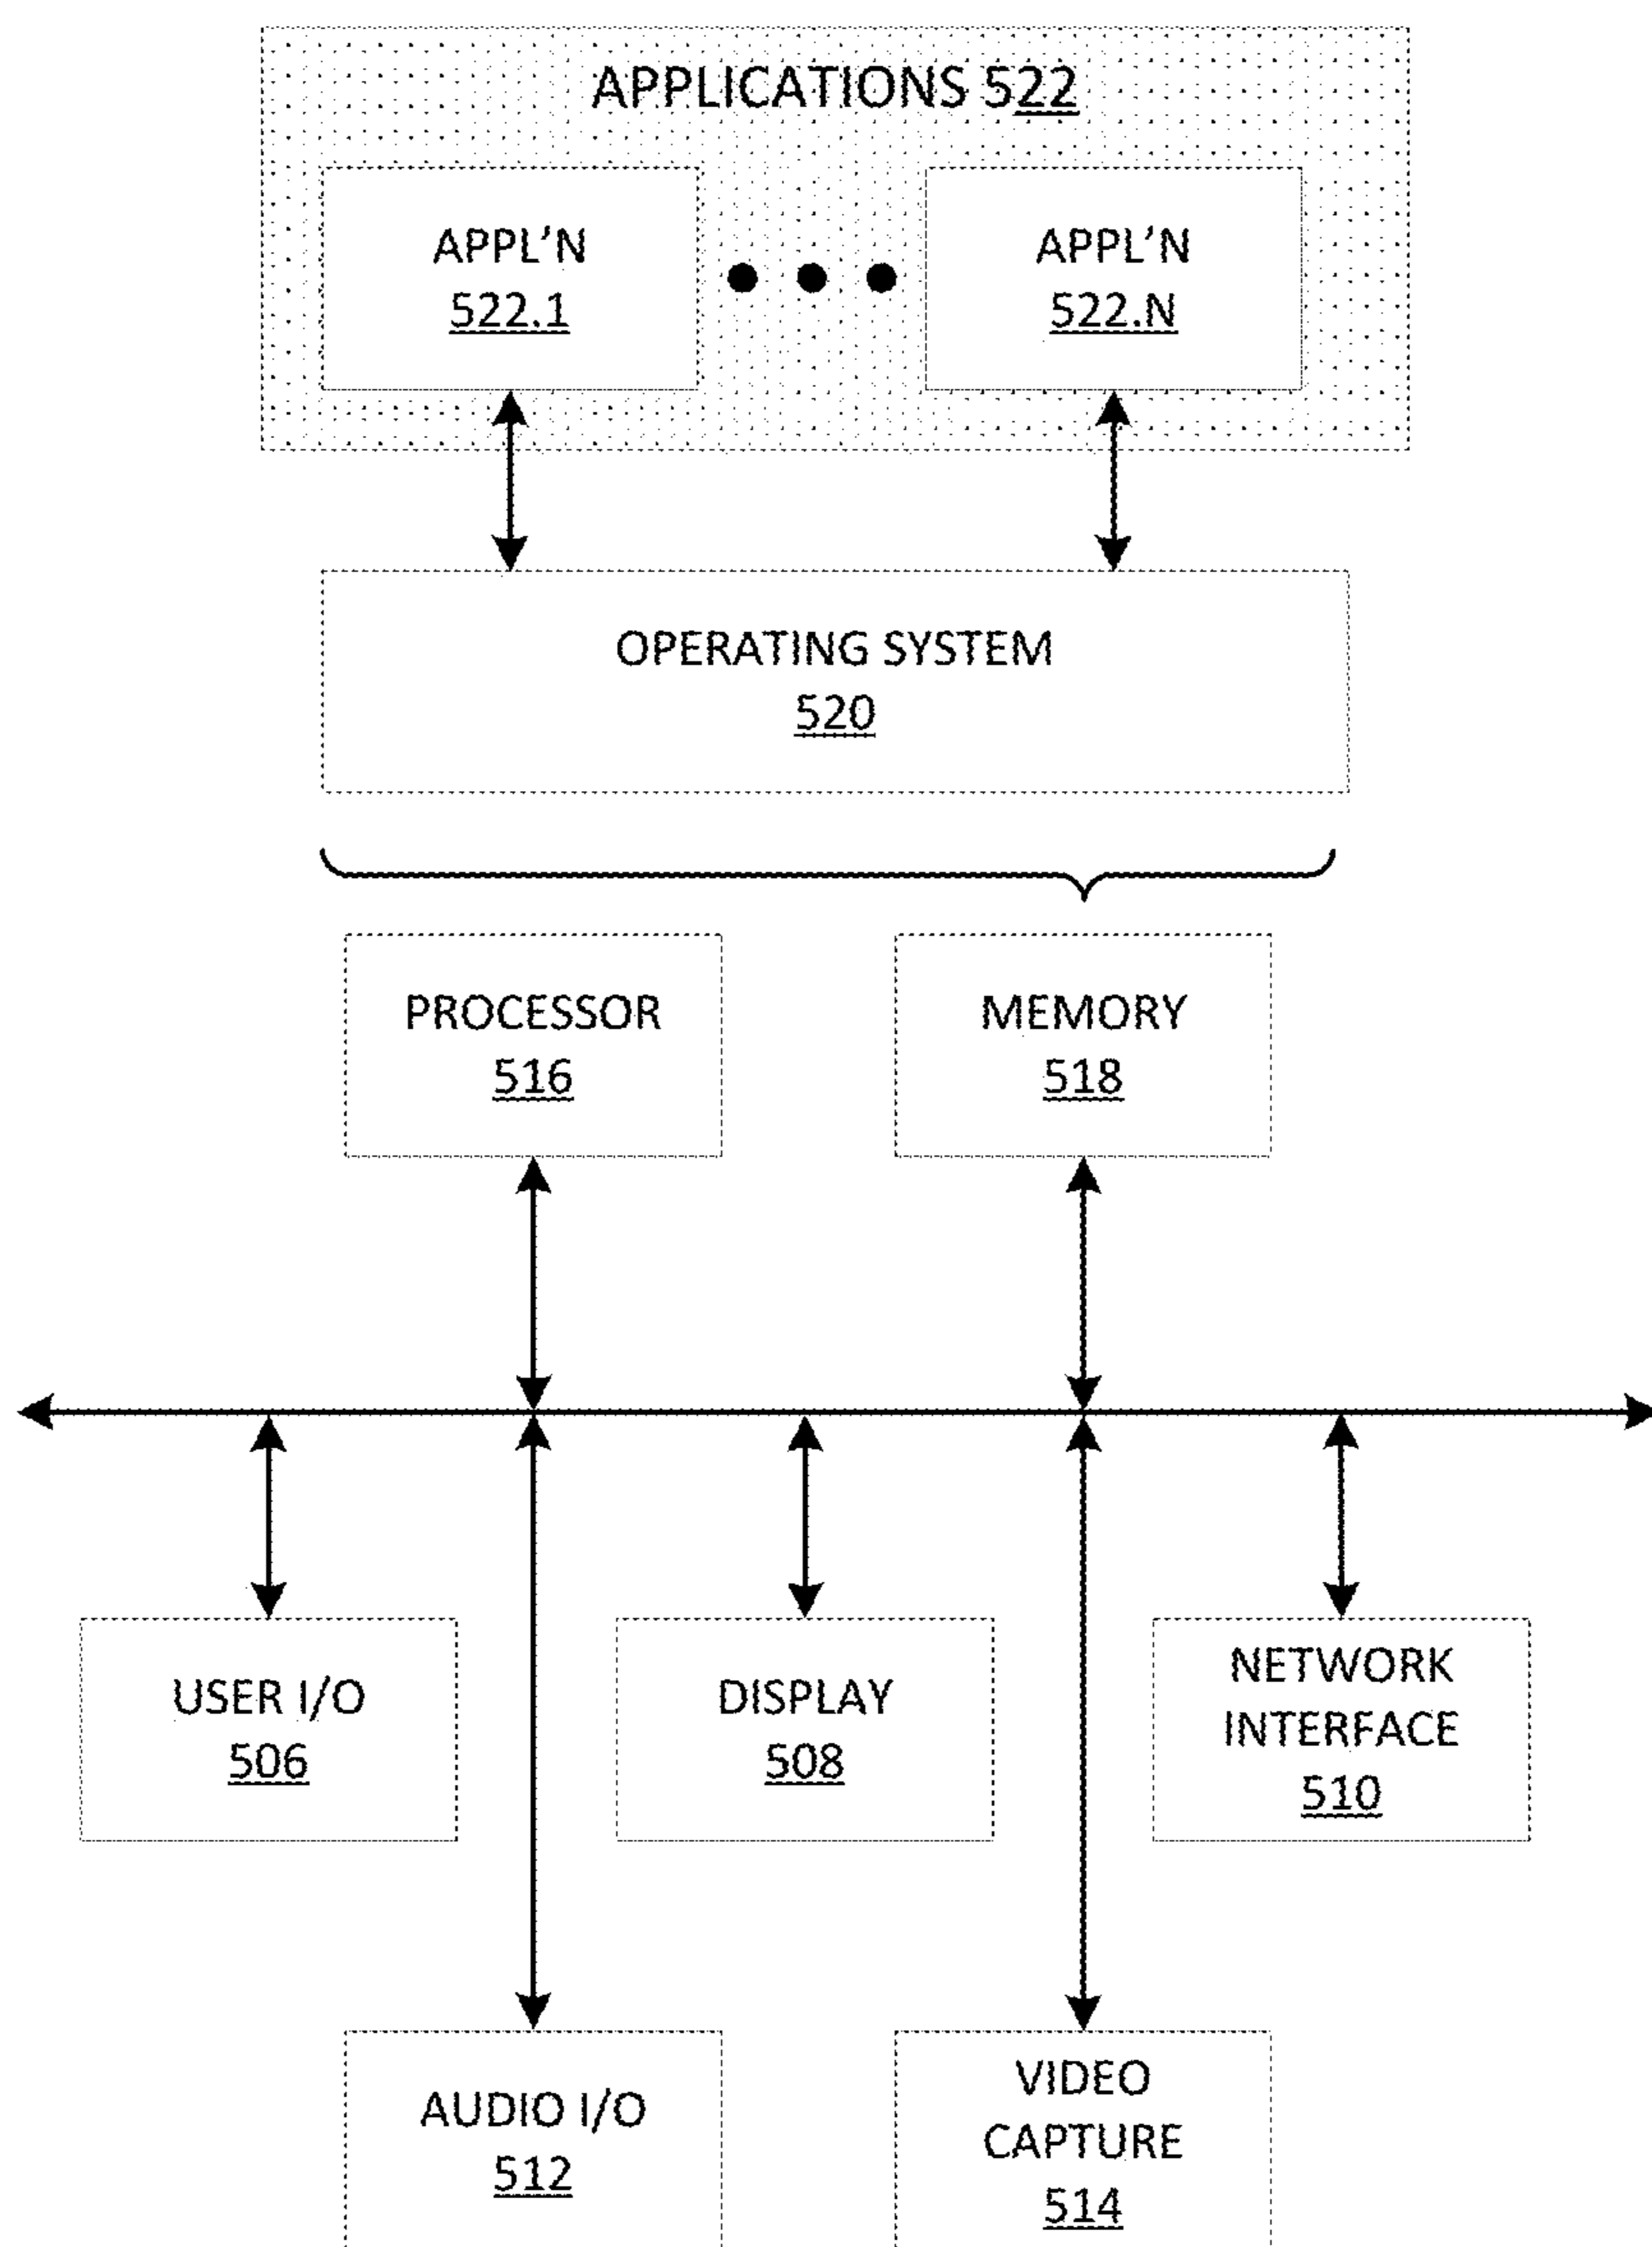 APPLICATIONS 522
APPL'N
522.1
APPL'N
522.N
OPERATING SYSTEM
520
PROCESSOR
516
MEMORY
518
USER I/O
506
DISPLAY
508
NETWORK
INTERFACE
510
AUDIO I/O
512
VIDEO
CAPTURE
514